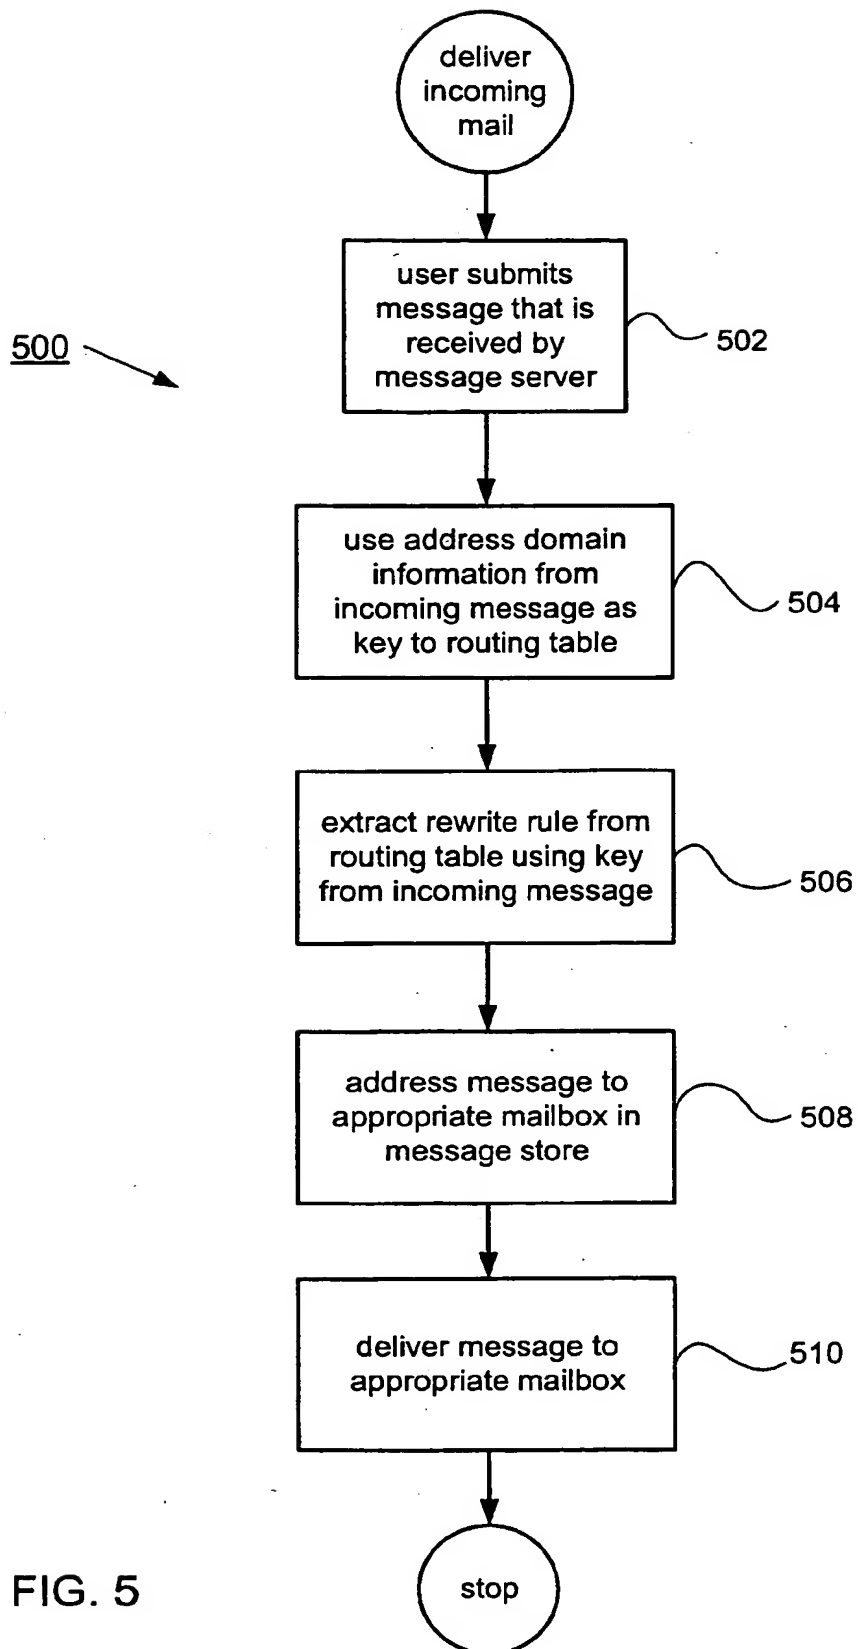 deliver
incoming
mail
500
user submits
message that is
received by
message server
502
use address domain
information from
incoming message as
key to routing table
504
extract rewrite rule from
routing table using key
from incoming message
506
address message to
appropriate mailbox in
message store
508
deliver message to
appropriate mailbox
510
stop
FIG. 5